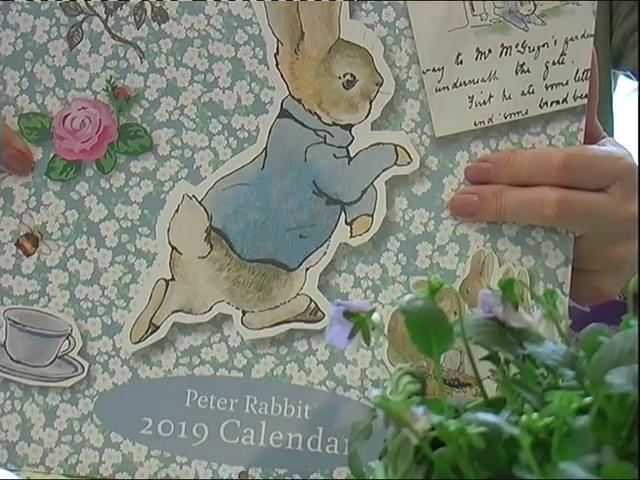 way to Mr McGregor's garden
underneath the gate.
First he ate some
and some broad
Peter Rabbit
2019 Calendar